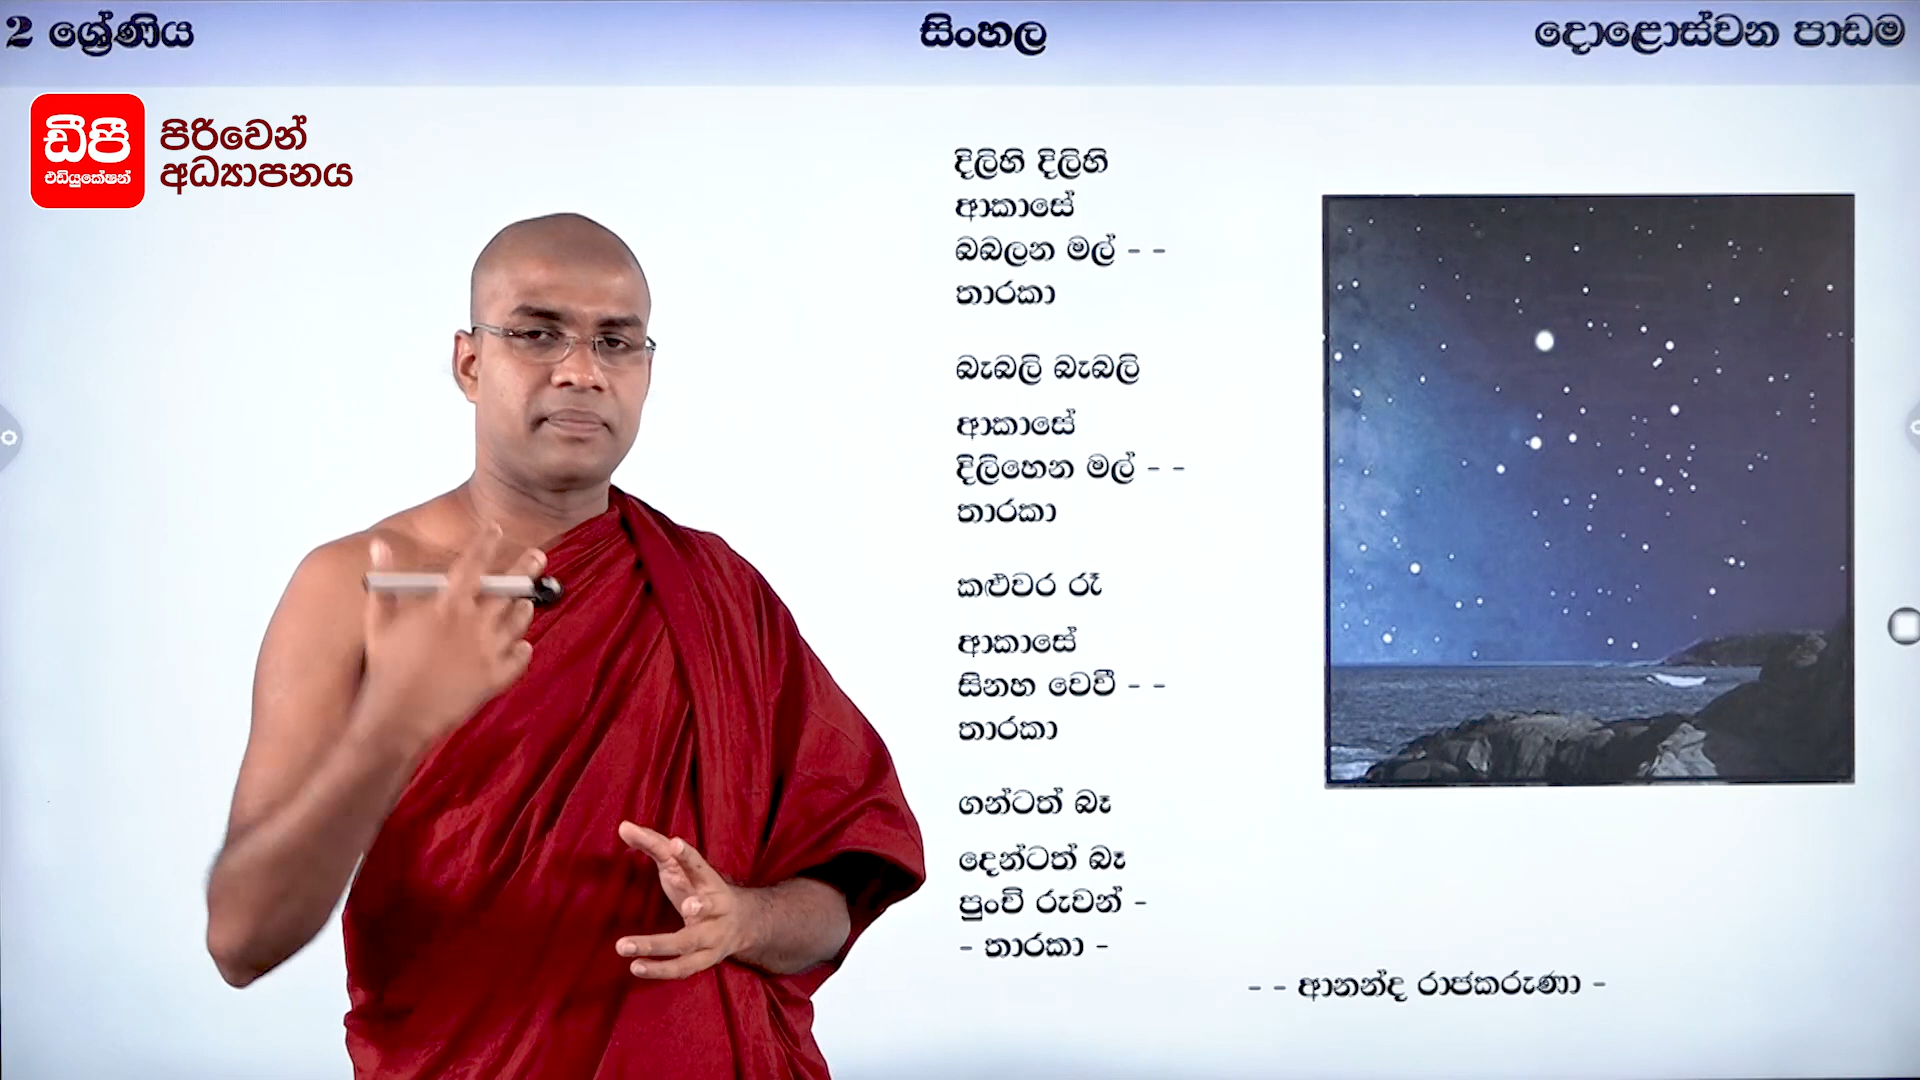 2 ශ්‍රේණිය
සිංහල
දොළොස්වන පාඩම
ඩීපී
එඩියුකේෂන්
පිරිවෙන්
අධ්‍යාපනය
දිලිහි දිලිහි
ආකාසේ
බබලන මල් - -
තාරකා
බැබලි බැබලි
ආකාසේ
දිලිහෙන මල් - -
තාරකා
කළුවර රෑ
ආකාසේ
සිනහ වෙවී - -
තාරකා
ගන්ටත් බෑ
දෙන්ටත් බෑ
පුංචි රුවන් -
- තාරකා -
- - ආනන්ද රාජකරුණා -